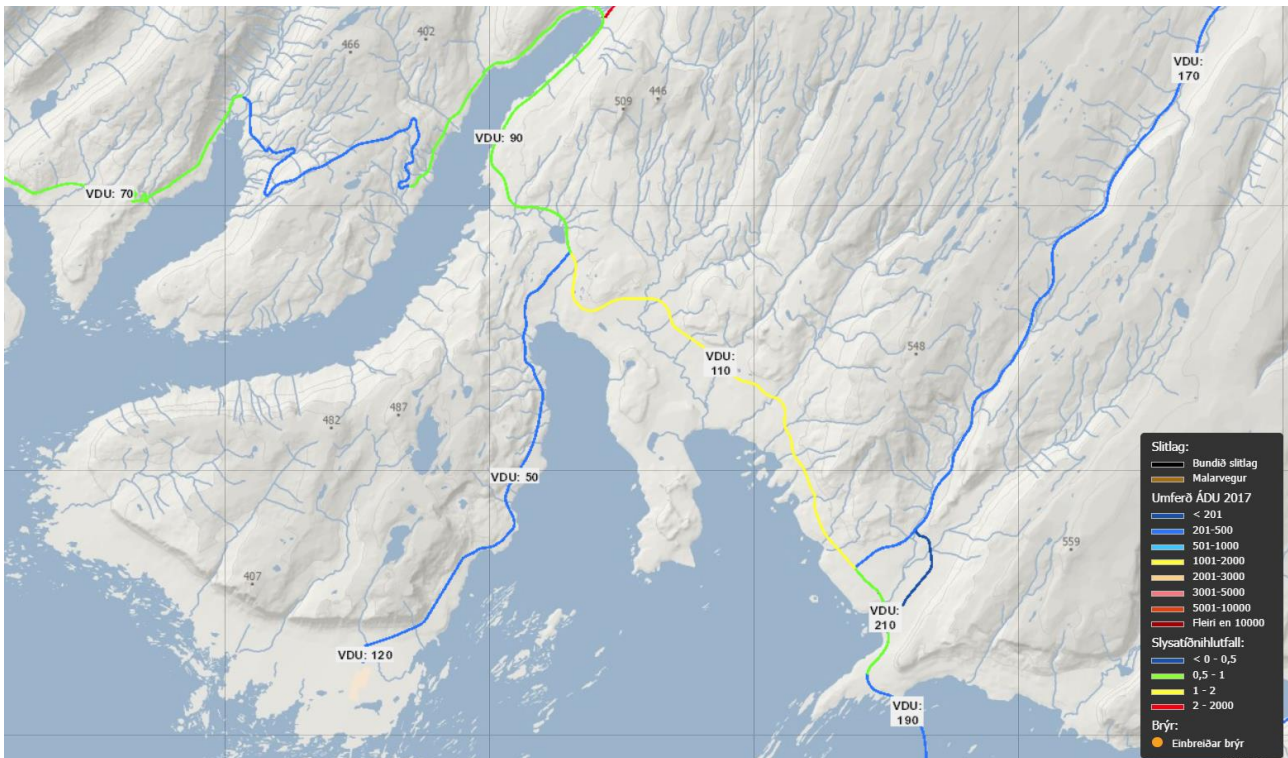 402
466
VDU:
170
446
509
VDU: 90
VDU: 70
548
VDU:
110
487
482
VDU: 50
559
407
VDU:
210
VDU: 120
VDU:
190
Slitlag:
Bundið slitlag
Malarvegur
Umferð ÁDU 2017
< 201
201-500
501-1000
1001-2000
2001-3000
3001-5000
5001-10000
Fleiri en 10000
Slysatíðnihlutfall:
< 0 - 0,5
0,5 - 1
1 - 2
2 - 2000
Brýr:
Einbreiðar brýr